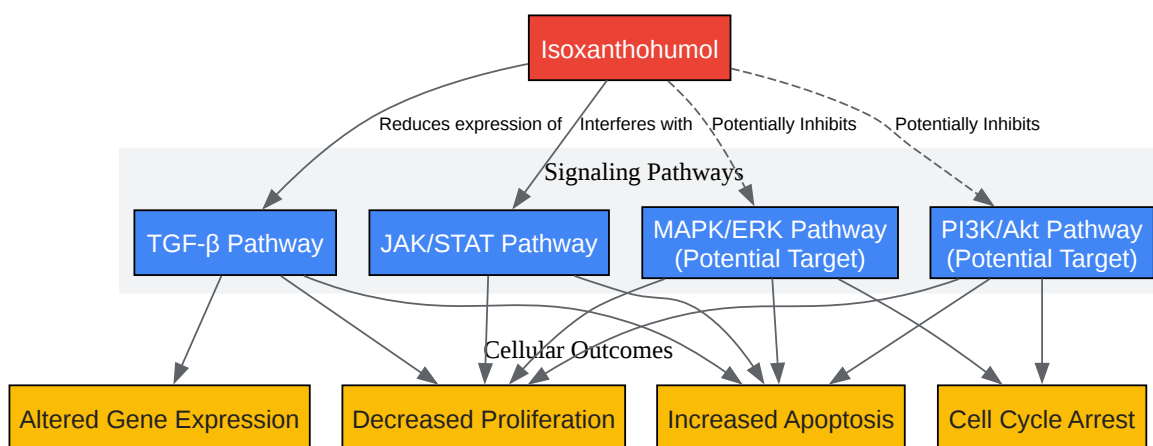 Isoxanthohumol
Reduces expression of
Interferes with
Potentially Inhibits
Potentially Inhibits
Signaling Pathways
TGF-β Pathway
JAK/STAT Pathway
MAPK/ERK Pathway
(Potential Target)
PI3K/Akt Pathway
(Potential Target)
Cellular Outcomes
Altered Gene Expression
Decreased Proliferation
Increased Apoptosis
Cell Cycle Arrest